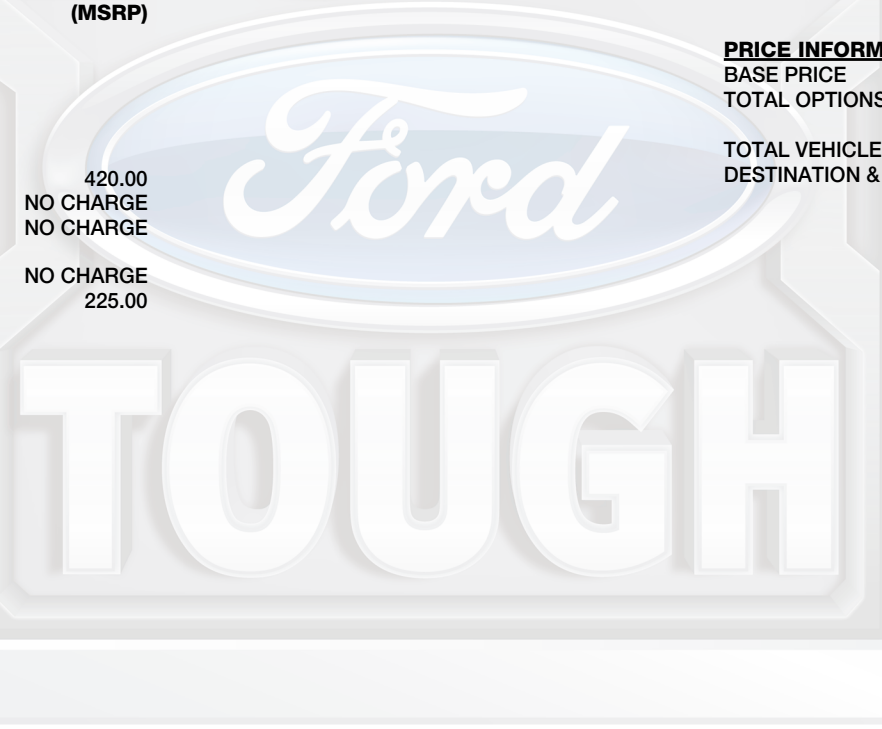 (MSRP)
420.00
NO CHARGE
NO CHARGE
NO CHARGE
225.00
PRICE INFORM
BASE PRICE
TOTAL OPTIONS
TOTAL VEHICLE
DESTINATION &
Ford
TOUGH